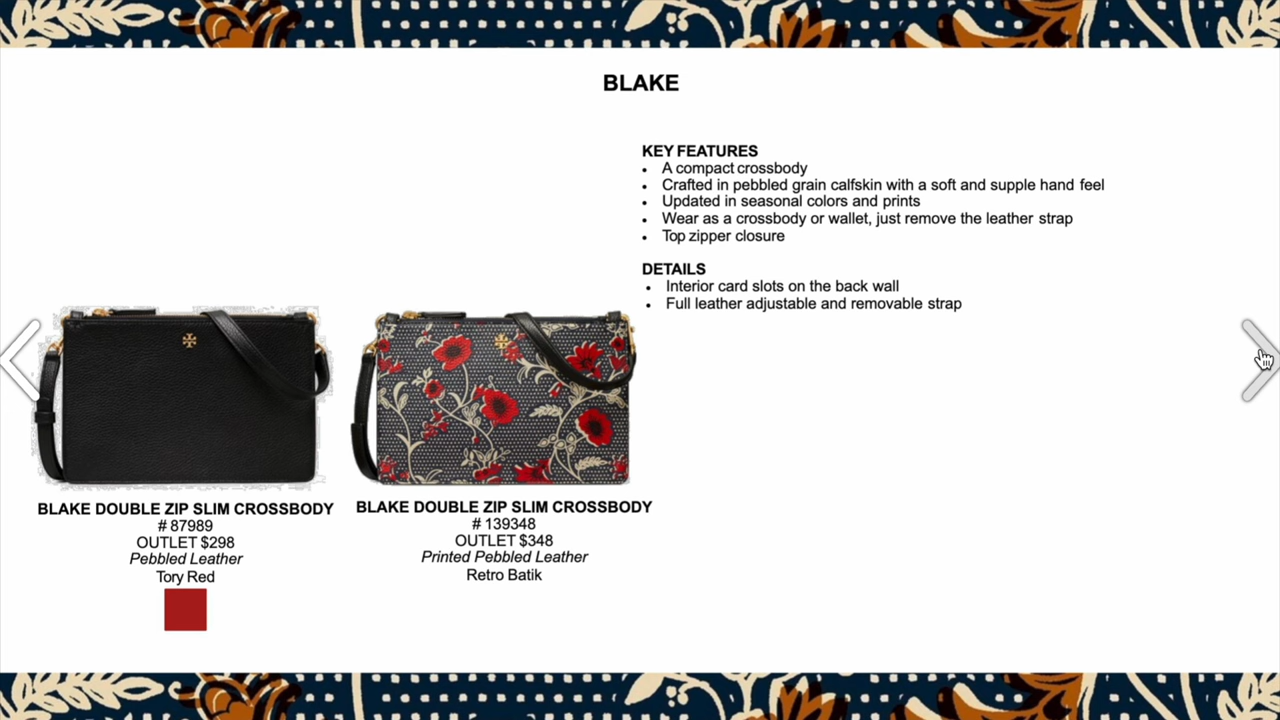 BLAKE
KEY FEATURES
• A compact crossbody
• Crafted in pebbled grain calfskin with a soft and supple hand feel
• Updated in seasonal colors and prints
• Wear as a crossbody or wallet, just remove the leather strap
• Top zipper closure
DETAILS
• Interior card slots on the back wall
• Full leather adjustable and removable strap
BLAKE DOUBLE ZIP SLIM CROSSBODY
# 87989
OUTLET $298
Pebbled Leather
Tory Red
BLAKE DOUBLE ZIP SLIM CROSSBODY
# 139348
OUTLET $348
Printed Pebbled Leather
Retro Batik